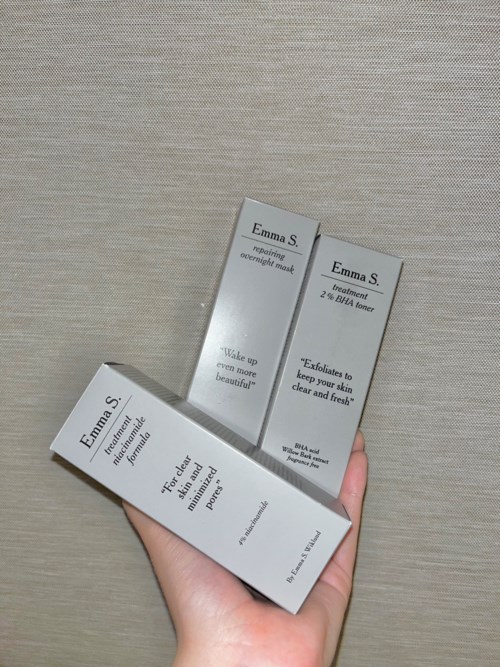 Emma S.
repairing
overnight mask
"Wake up
even more
beautiful"
Emma S.
treatment
2 % BHA toner
"Exfoliates to
keep your skin
clear and fresh"
BHA acid
Willow Bark extract
fragrance free
Emma S.
treatment
niacinamide
formula
"For clear
skin and
minimized
pores"
4% niacinamide
By Emma S. Wiklund